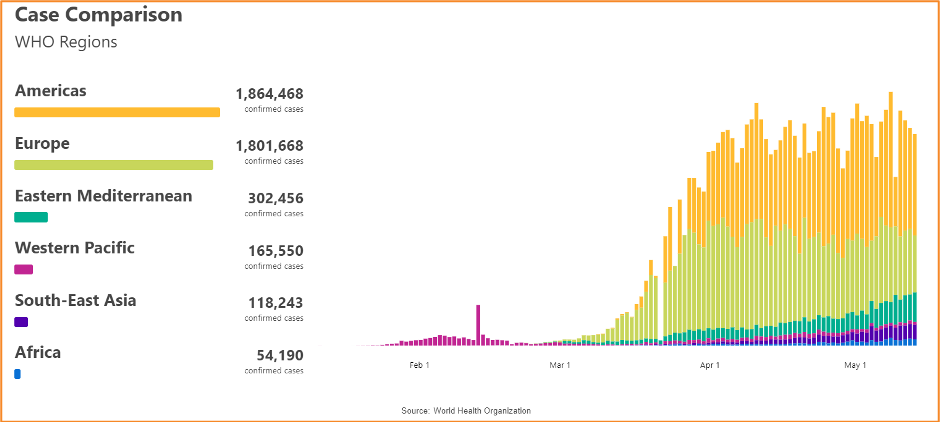 Case Comparison
WHO Regions
Americas
1,864,468
confirmed cases
Europe
1,801,668
confirmed cases
Eastern Mediterranean
302,456
confirmed cases
Western Pacific
165,550
confirmed cases
South-East Asia
118,243
confirmed cases
Africa
54,190
confirmed cases
Feb 1 Mar 1 Apr 1 May 1
Source: World Health Organization